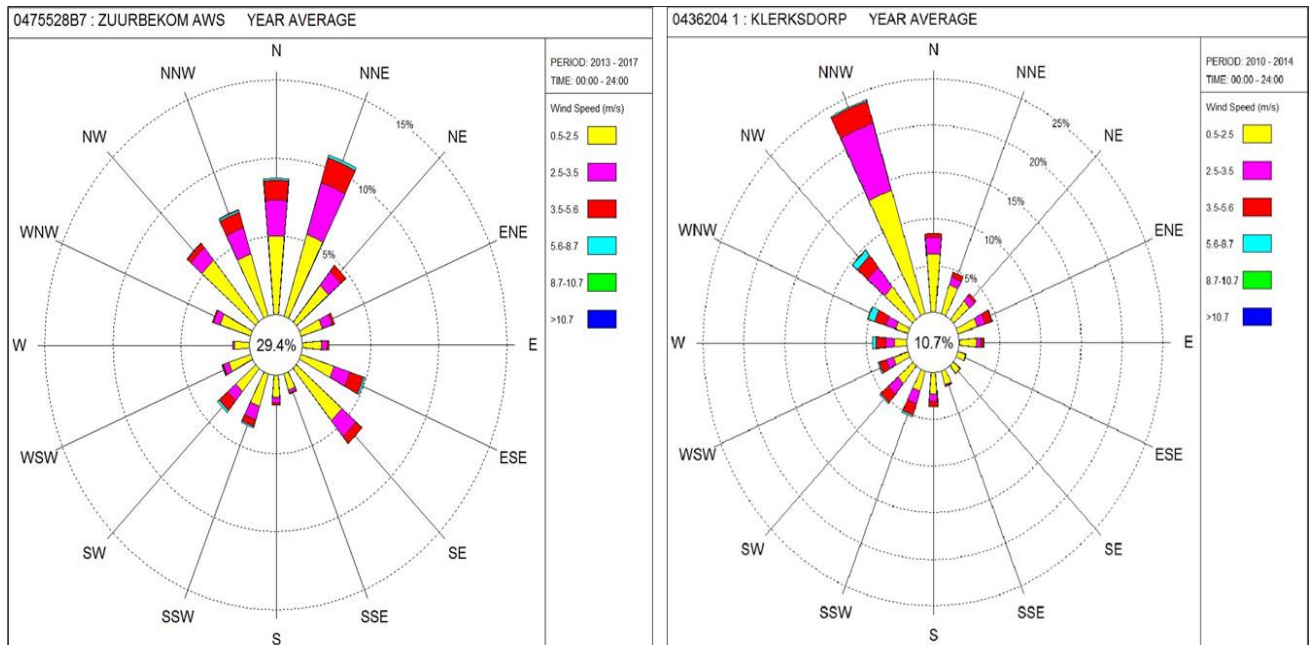 0475528B7 : ZUURBEKOM AWS YEAR AVERAGE
N
NNE
NE
ENE
E
ESE
SE
SSE
S
SSW
SW
WSW
W
WNW
NW
NNW
15%
10%
5%
29.4%
PERIOD: 2013 - 2017
TIME: 00:00 - 24:00
Wind Speed (m/s)
0.5-2.5
2.5-3.5
3.5-5.6
5.6-8.7
8.7-10.7
>10.7
0436204 1 : KLERKSDORP YEAR AVERAGE
N
NNE
NE
ENE
E
ESE
SE
SSE
S
SSW
SW
WSW
W
WNW
NW
NNW
25%
20%
15%
10%
5%
10.7%
PERIOD: 2010 - 2014
TIME: 00:00 - 24:00
Wind Speed (m/s)
0.5-2.5
2.5-3.5
3.5-5.6
5.6-8.7
8.7-10.7
>10.7